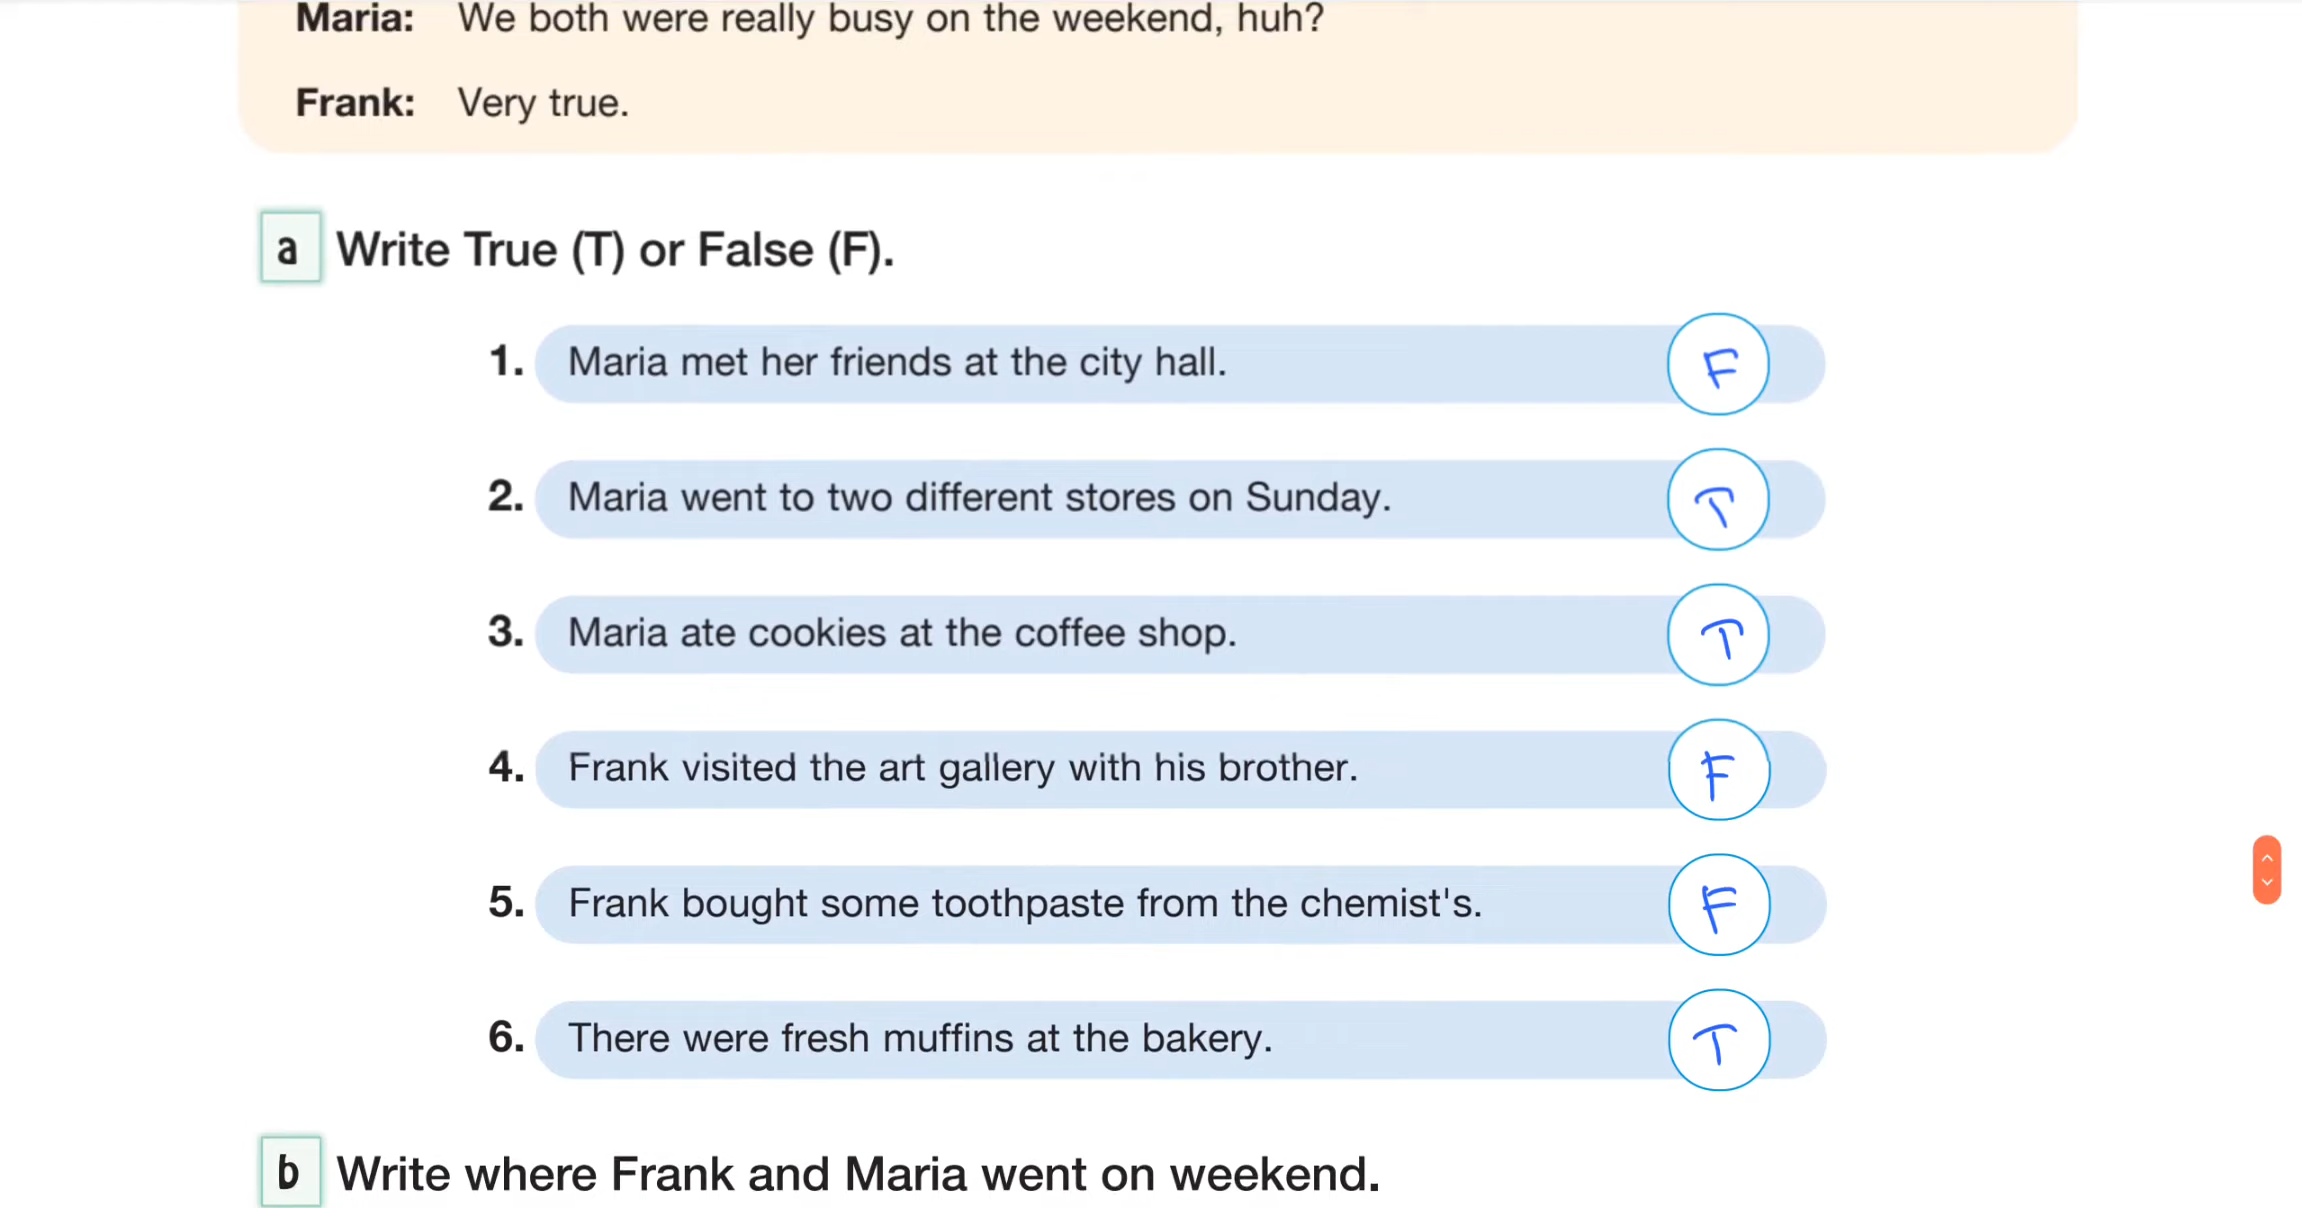 Maria: We both were really busy on the weekend, huh?
Frank: Very true.
a Write True (T) or False (F).
1. Maria met her friends at the city hall. F
2. Maria went to two different stores on Sunday. T
3. Maria ate cookies at the coffee shop. T
4. Frank visited the art gallery with his brother. F
5. Frank bought some toothpaste from the chemist's. F
6. There were fresh muffins at the bakery. T
b Write where Frank and Maria went on weekend.